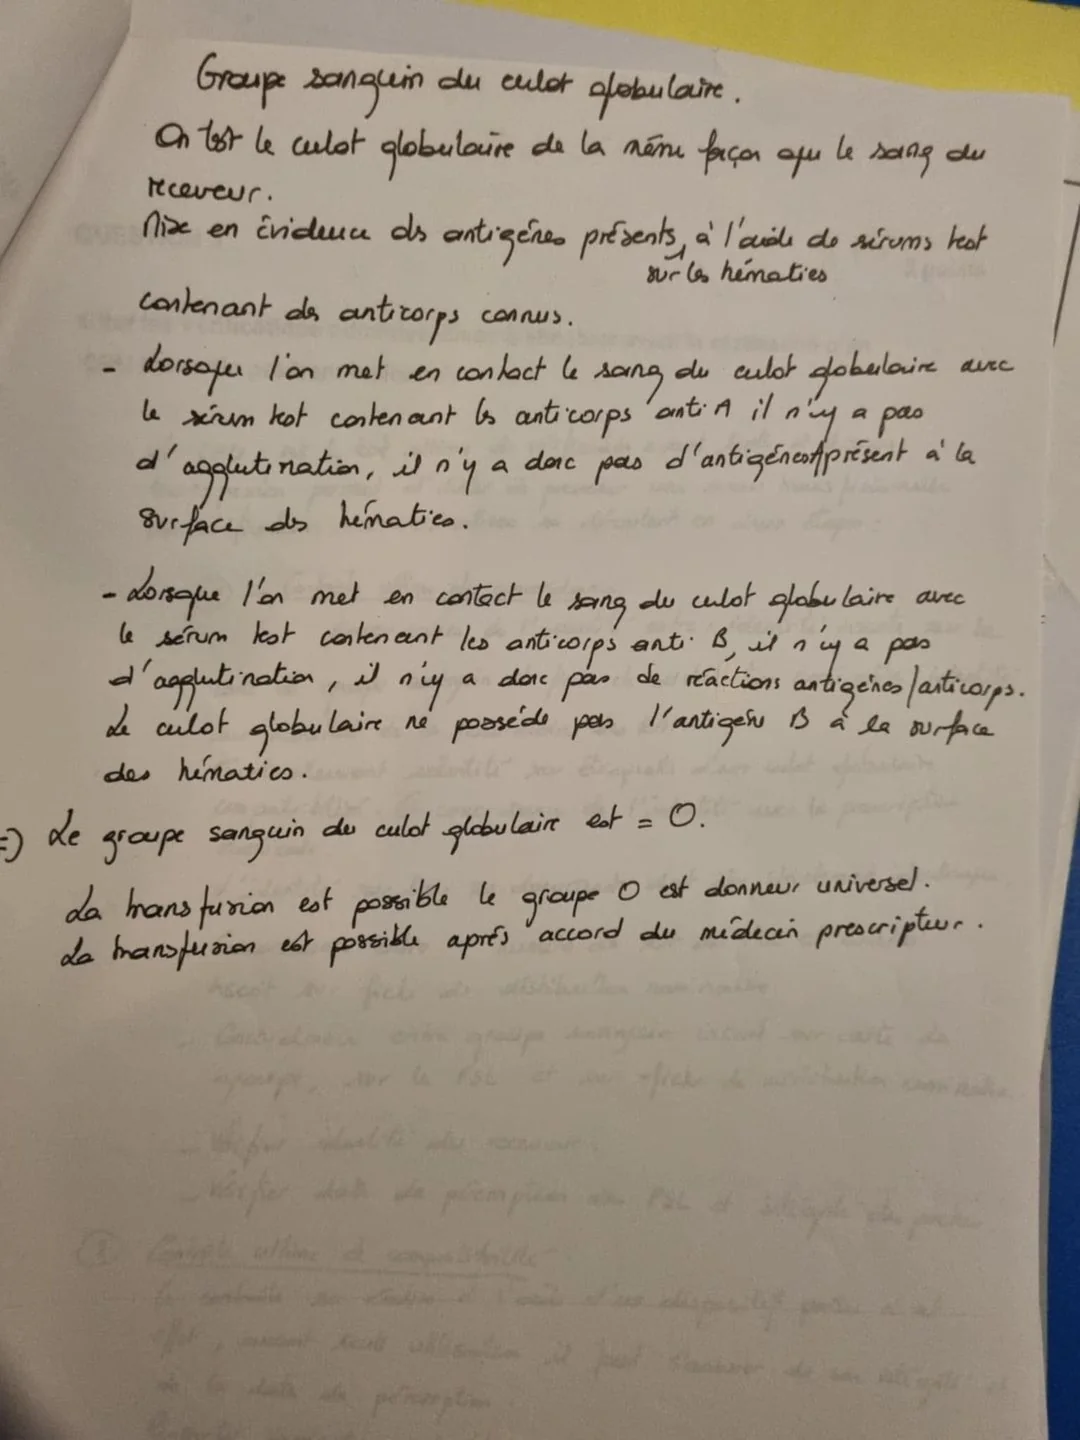 Groupe sanguin du culot globulaire.
On test le culot globulaire de la même façon que le sang du
receveur.
Mise en évidence des antigènes présents, à l'aide de sérums test
sur les hématies
contenant des anticorps connus.
- Lorsque l'on met en contact le sang du culot globulaire avec
le sérum test contenant les anticorps anti A il n'y a pas
d'agglutination, il n'y a donc pas d'antigènes A présent à la
surface des hématies.
- Lorsque l'on met en contact le sang du culot globulaire avec
le sérum test contenant les anticorps anti B, il n'y a pas
d'agglutination, il n'y a donc pas de réactions antigènes/anticorps.
Le culot globulaire ne possède pas l'antigène B à la surface
des hématies.
=) Le groupe sanguin du culot globulaire est = O.
La transfusion est possible le groupe O est donneur universel.
La transfusion est possible après accord du médecin prescripteur.